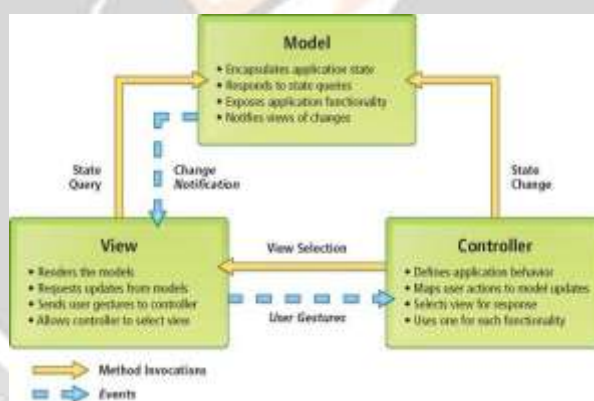 Model
• Encapsulates application state
• Responds to state queries
• Exposes application functionality
• Notifies views of changes
State
Query
Change
Notification
State
Change
View
• Renders the models
• Requests updates from models
• Sends user gestures to controller
• Allows controller to select view
View Selection
User Gestures
Controller
• Defines application behavior
• Maps user actions to model updates
• Selects view for response
• Uses one for each functionality
Method Invocations
Events